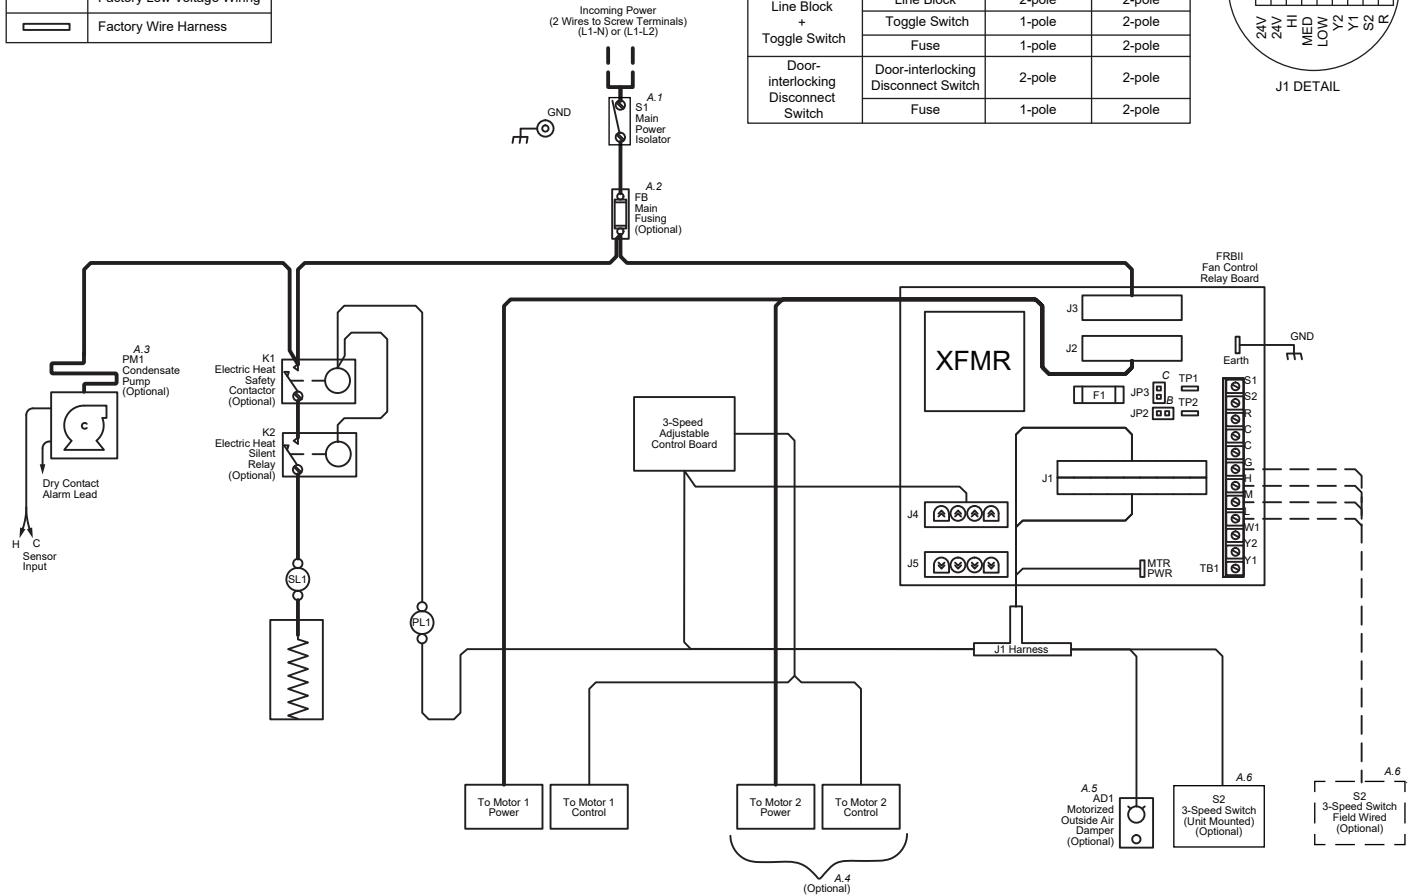 Factory Low Voltage Wiring
Factory Wire Harness
Incoming Power
(2 Wires to Screw Terminals)
(L1-N) or (L1-L2)
Line Block
+
Toggle Switch
Line Block 2-pole 2-pole
Toggle Switch 1-pole 2-pole
Fuse 1-pole 2-pole
Door-
interlocking
Disconnect
Switch
Door-interlocking
Disconnect Switch
2-pole 2-pole
Fuse 1-pole 2-pole
24V
24V
HI
MED
LOW
Y2
Y1
S2
R
J1 DETAIL
GND
A.1
S1
Main
Power
Isolator
A.2
FB
Main
Fusing
(Optional)
FRBII
Fan Control
Relay Board
J3
J2
XFMR
GND
Earth
F1
JP3
C
TP1
JP2
B
TP2
S1
S2
R
C
C
G
H
M
L
W1
Y2
Y1
TB1
J1
J4
J5
MTR
PWR
A.3
PM1
Condensate
Pump
(Optional)
C
Dry Contact
Alarm Lead
H C
Sensor
Input
K1
Electric Heat
Safety
Contactor
(Optional)
K2
Electric Heat
Silent
Relay
(Optional)
SL1
PL1
3-Speed
Adjustable
Control Board
J1 Harness
To Motor 1
Power
To Motor 1
Control
To Motor 2
Power
To Motor 2
Control
A.4
(Optional)
A.5
AD1
Motorized
Outside Air
Damper
(Optional)
A.6
S2
3-Speed Switch
(Unit Mounted)
(Optional)
A.6
S2
3-Speed Switch
Field Wired
(Optional)